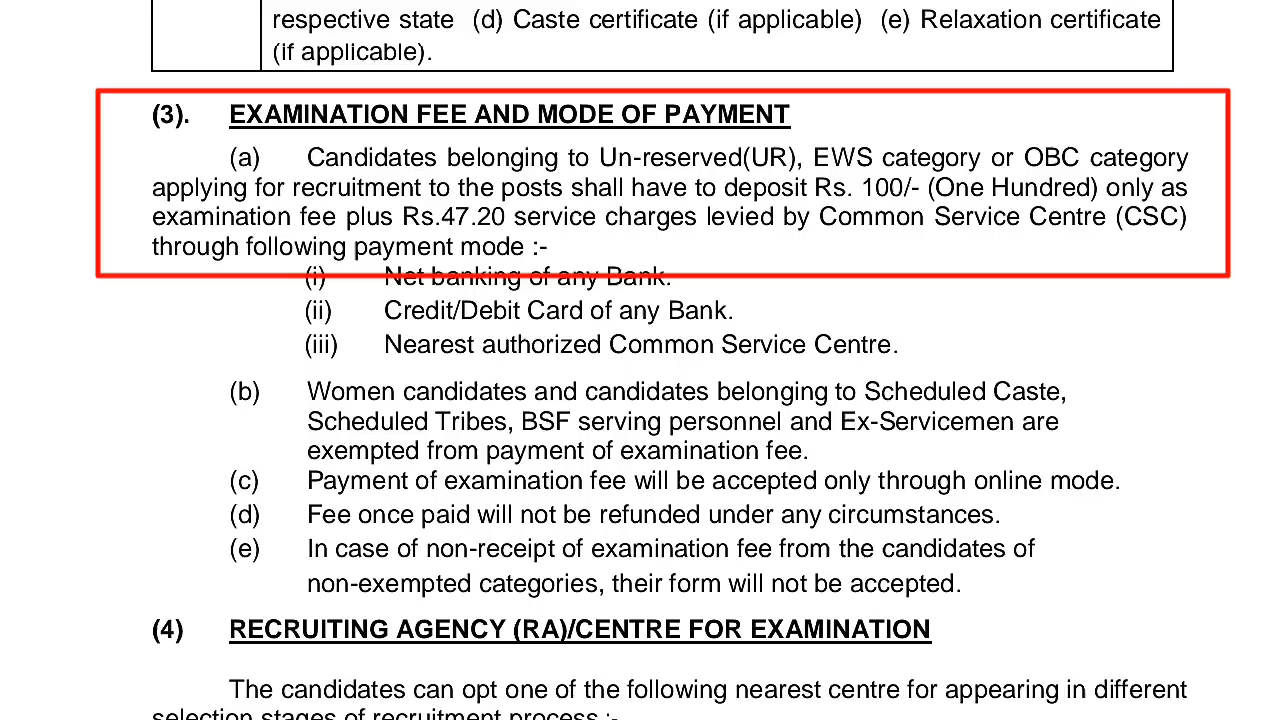 respective state (d) Caste certificate (if applicable) (e) Relaxation certificate
(if applicable).
(3). EXAMINATION FEE AND MODE OF PAYMENT
(a) Candidates belonging to Un-reserved(UR), EWS category or OBC category
applying for recruitment to the posts shall have to deposit Rs. 100/- (One Hundred) only as
examination fee plus Rs.47.20 service charges levied by Common Service Centre (CSC)
through following payment mode :-
(i) Net banking of any Bank.
(ii) Credit/Debit Card of any Bank.
(iii) Nearest authorized Common Service Centre.
(b) Women candidates and candidates belonging to Scheduled Caste,
Scheduled Tribes, BSF serving personnel and Ex-Servicemen are
exempted from payment of examination fee.
(c) Payment of examination fee will be accepted only through online mode.
(d) Fee once paid will not be refunded under any circumstances.
(e) In case of non-receipt of examination fee from the candidates of
non-exempted categories, their form will not be accepted.
(4) RECRUITING AGENCY (RA)/CENTRE FOR EXAMINATION
The candidates can opt one of the following nearest centre for appearing in different
selection stages of recruitment process :-